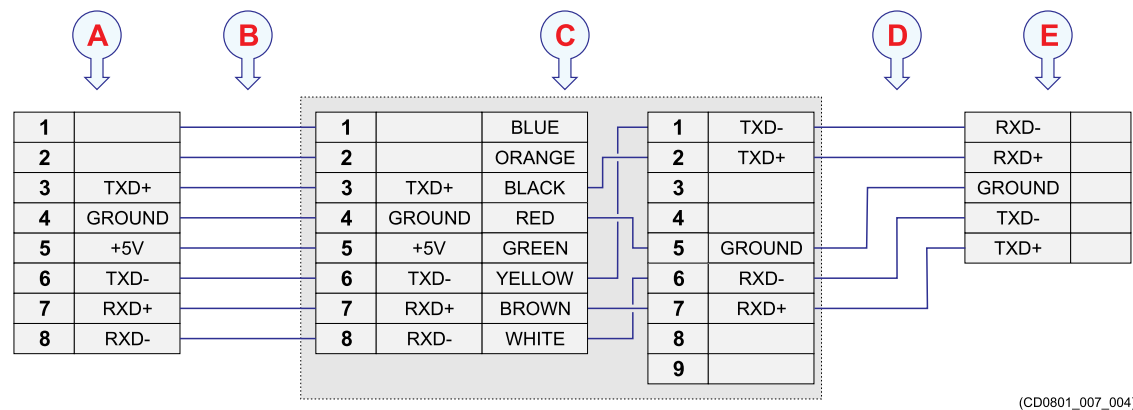 A B C D E
1 1 BLUE 1 TXD- RXD-
2 2 ORANGE 2 TXD+ RXD+
3 TXD+ 3 TXD+ BLACK 3 GROUND
4 GROUND 4 GROUND RED 4 TXD-
5 +5V 5 +5V GREEN 5 GROUND TXD+
6 TXD- 6 TXD- YELLOW 6 RXD-
7 RXD+ 7 RXD+ BROWN 7 RXD+
8 RXD- 8 RXD- WHITE 8
9
(CD0801_007_004)